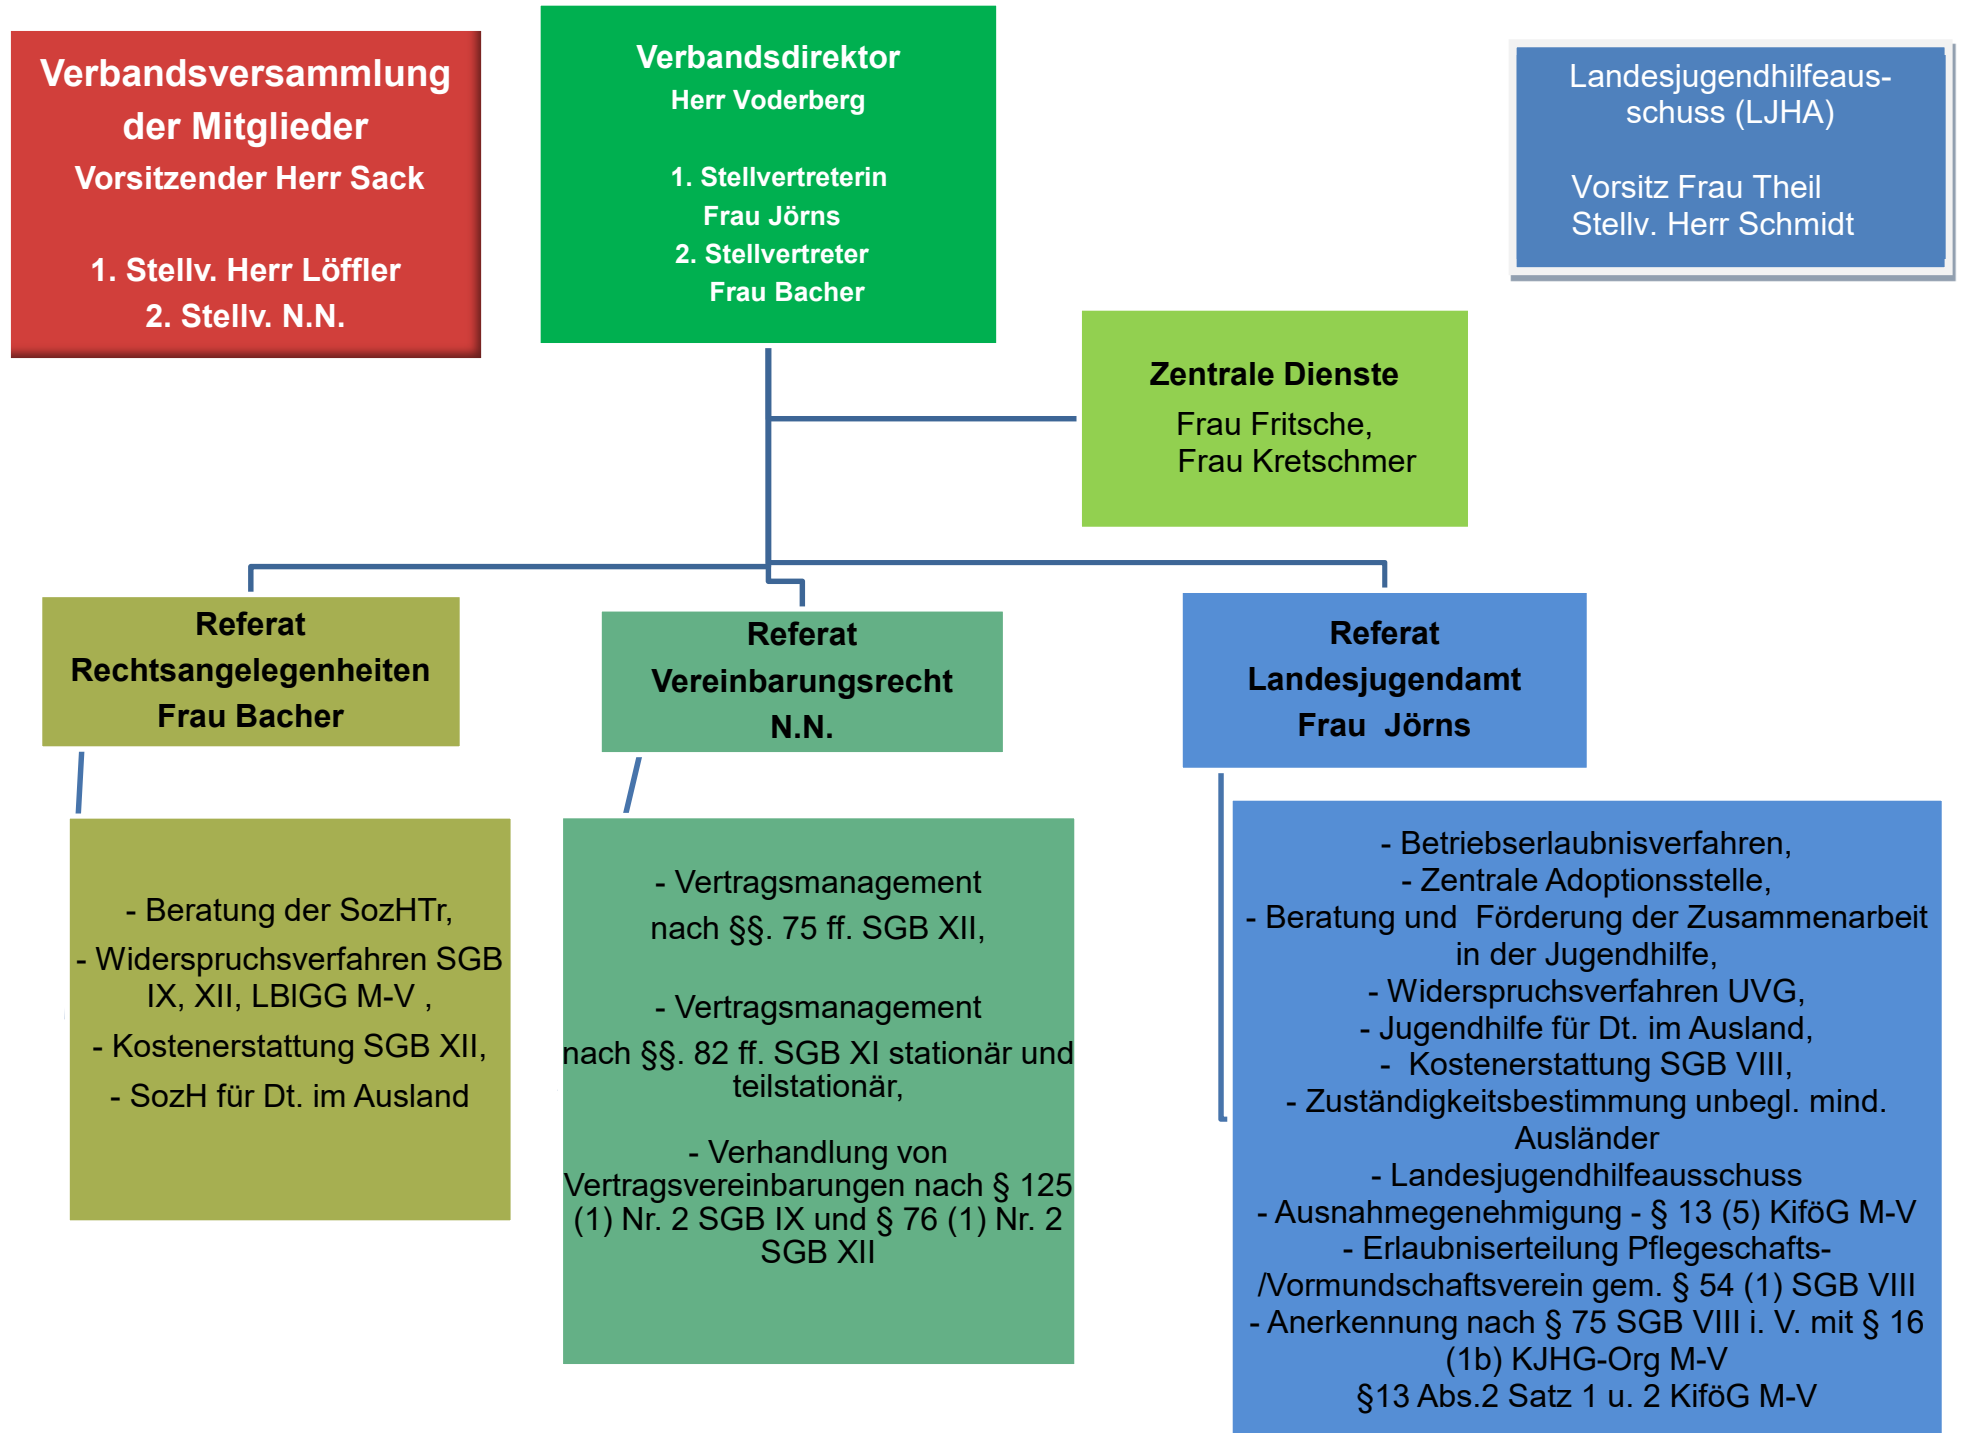 Verbandsversammlung
der Mitglieder
Vorsitzender Herr Sack
1. Stellv. Herr Löffler
2. Stellv. N.N.
Verbandsdirektor
Herr Voderberg
1. Stellvertreterin
Frau Jörns
2. Stellvertreter
Frau Bacher
Landesjugendhilfeaus-
schuss (LJHA)
Vorsitz Frau Theil
Stellv. Herr Schmidt
Zentrale Dienste
Frau Fritsche,
Frau Kretschmer
Referat
Rechtsangelegenheiten
Frau Bacher
Referat
Vereinbarungsrecht
N.N.
Referat
Landesjugendamt
Frau Jörns
- Beratung der SozHTr,
- Widerspruchsverfahren SGB
IX, XII, LBlGG M-V ,
- Kostenerstattung SGB XII,
- SozH für Dt. im Ausland
- Vertragsmanagement
nach §§. 75 ff. SGB XII,
- Vertragsmanagement
nach §§. 82 ff. SGB XI stationär und
teilstationär,
- Verhandlung von
Vertragsvereinbarungen nach § 125
(1) Nr. 2 SGB IX und § 76 (1) Nr. 2
SGB XII
- Betriebserlaubnisverfahren,
- Zentrale Adoptionsstelle,
- Beratung und Förderung der Zusammenarbeit
in der Jugendhilfe,
- Widerspruchsverfahren UVG,
- Jugendhilfe für Dt. im Ausland,
- Kostenerstattung SGB VIII,
- Zuständigkeitsbestimmung unbegl. mind.
Ausländer
- Landesjugendhilfeausschuss
- Ausnahmegenehmigung - § 13 (5) KiföG M-V
- Erlaubniserteilung Pflegeschafts-
/Vormundschaftsverein gem. § 54 (1) SGB VIII
- Anerkennung nach § 75 SGB VIII i. V. mit § 16
(1b) KJHG-Org M-V
§13 Abs.2 Satz 1 u. 2 KiföG M-V